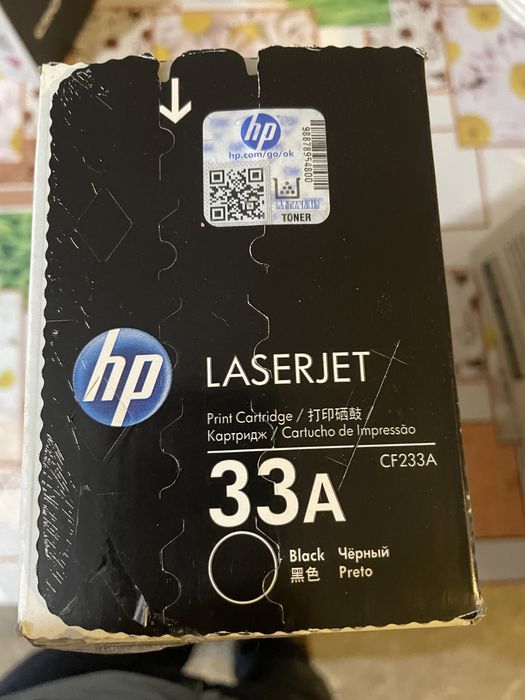 hp
hp.com/go/ok
TONER
hp
LASERJET
Print Cartridge / 打印硒鼓 /
Картридж / Cartucho de Impressão
CF233A
33A
Black Чёрный
黑色 Preto